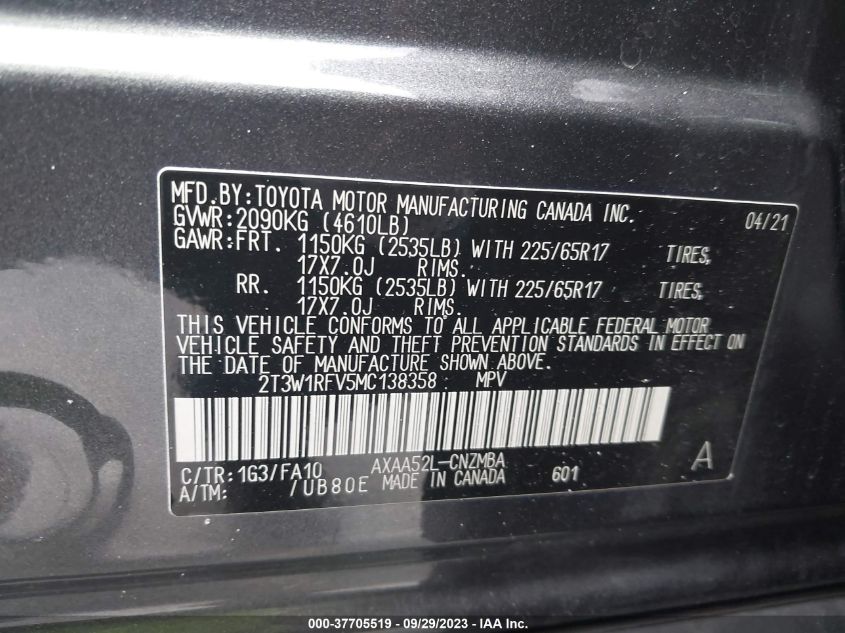 MFD.BY:TOYOTA MOTOR MANUFACTURING CANADA INC. 04/21
GVWR:2090KG (4610LB)
GAWR:FRT. 1150KG (2535LB) WITH 225/65R17 TIRES,
17X7.0J RIMS.
RR. 1150KG (2535LB) WITH 225/65R17 TIRES,
17X7.0J RIMS.
THIS VEHICLE CONFORMS TO ALL APPLICABLE FEDERAL MOTOR
VEHICLE SAFETY AND THEFT PREVENTION STANDARDS IN EFFECT ON
THE DATE OF MANUFACTURE SHOWN ABOVE.
2T3W1RFV5MC138358 MPV
C/TR:1G3/FA10 AXAA52L-CNZMBA 601 A
A/TM: /UB80E MADE IN CANADA
000-37705519 / 09/29/2023 - IAA Inc.